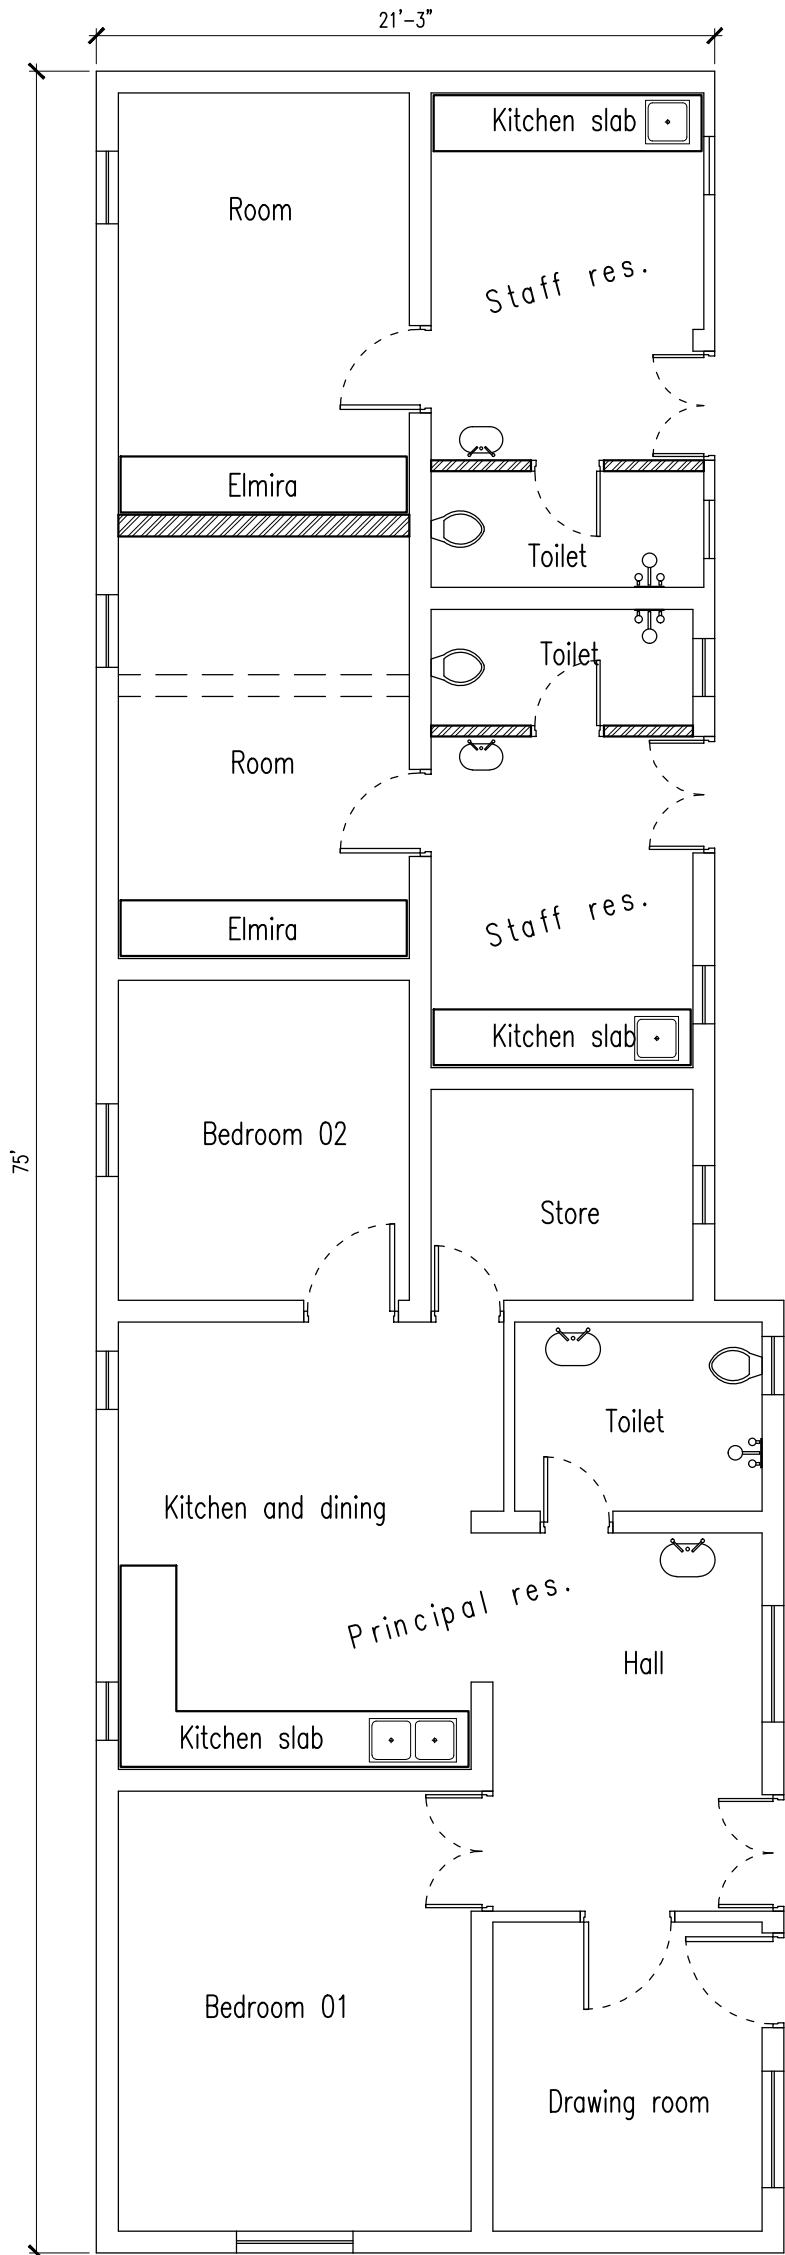 21'-3"
Kitchen slab
Room
Staff res.
Elmira
Toilet
Toilet
Room
Staff res.
Elmira
Kitchen slab
Bedroom 02
75'
Store
Toilet
Kitchen and dining
Principal res.
Hall
Kitchen slab
Bedroom 01
Drawing room